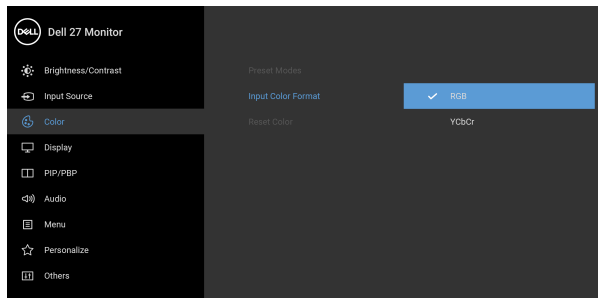 DELL Dell 27 Monitor
Brightness/Contrast
Input Source
Color
Display
PIP/PBP
Audio
Menu
Personalize
Others
Preset Modes
Input Color Format
Reset Color
RGB
YCbCr